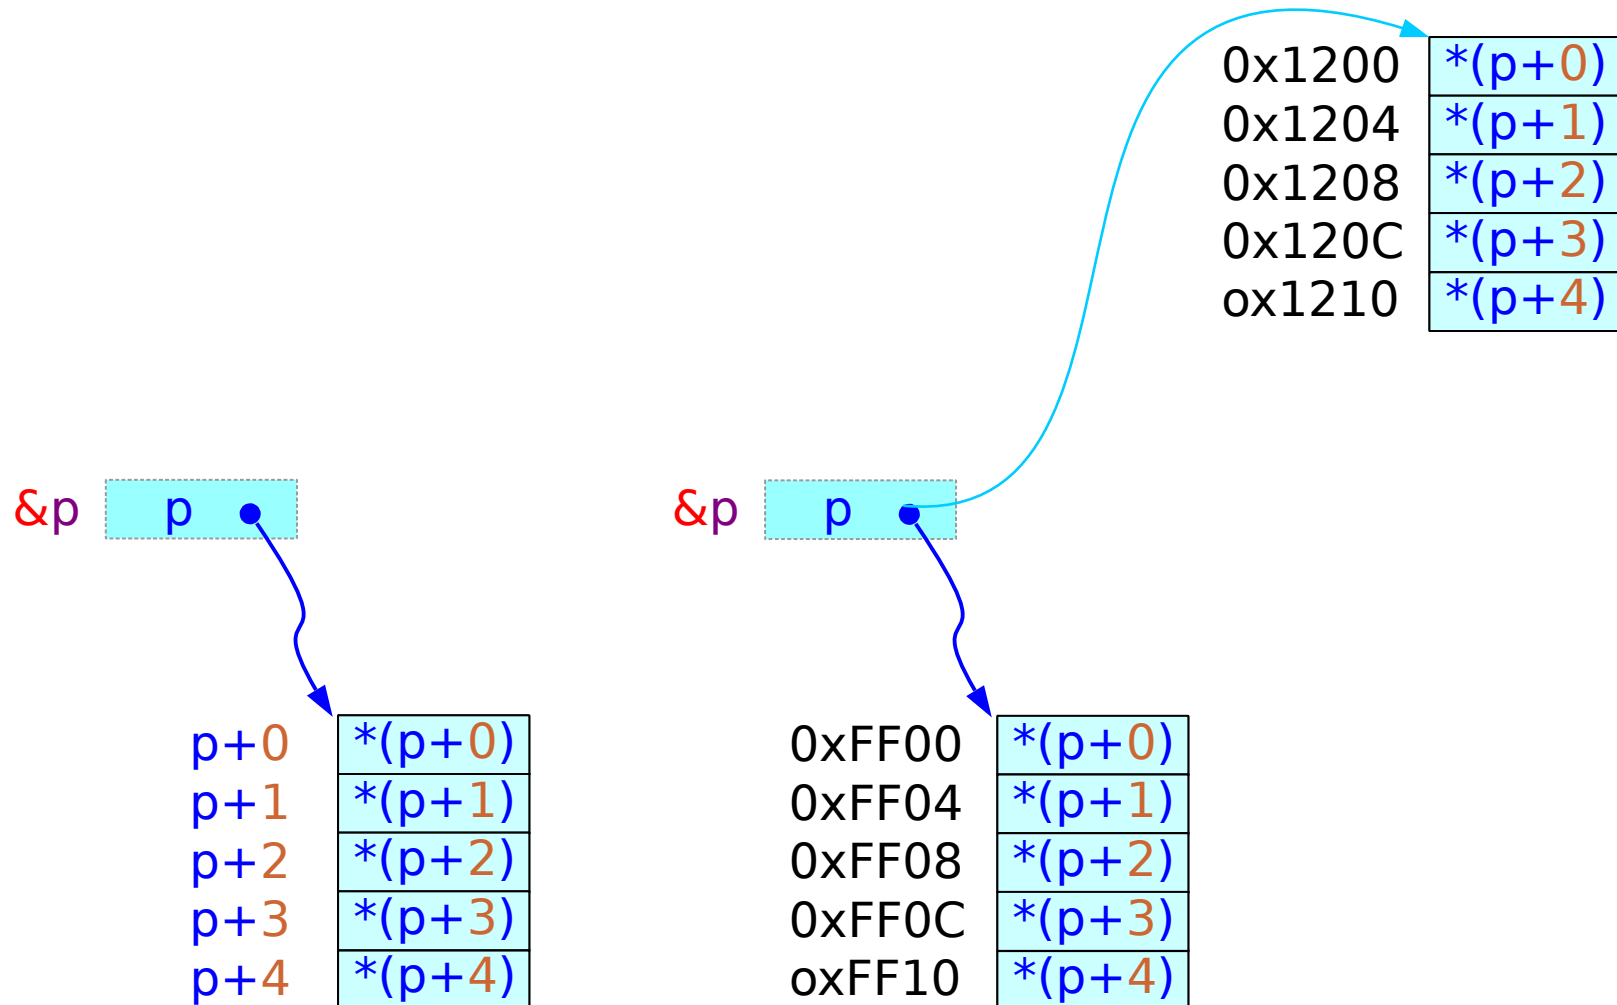 0x1200 *(p+0)
0x1204 *(p+1)
0x1208 *(p+2)
0x120C *(p+3)
ox1210 *(p+4)
&p p
&p p
p+0 *(p+0)
p+1 *(p+1)
p+2 *(p+2)
p+3 *(p+3)
p+4 *(p+4)
0xFF00 *(p+0)
0xFF04 *(p+1)
0xFF08 *(p+2)
0xFF0C *(p+3)
oxFF10 *(p+4)